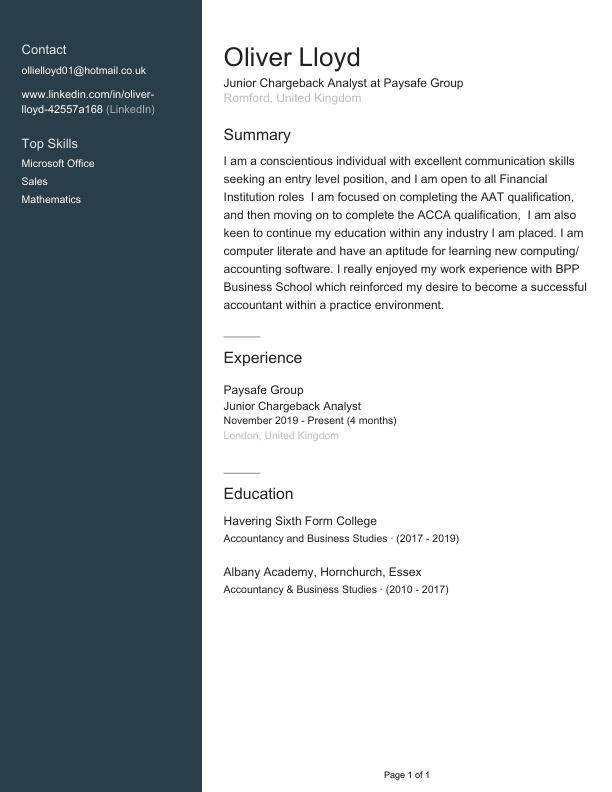 Contact
ollielloyd01@hotmail.co.uk
www.linkedin.com/in/oliver-
lloyd-42557a168 (LinkedIn)
Top Skills
Microsoft Office
Sales
Mathematics
Oliver Lloyd
Junior Chargeback Analyst at Paysafe Group
Romford, United Kingdom
Summary
I am a conscientious individual with excellent communication skills
seeking an entry level position, and I am open to all Financial
Institution roles  I am focused on completing the AAT qualification,
and then moving on to complete the ACCA qualification,  I am also
keen to continue my education within any industry I am placed. I am
computer literate and have an aptitude for learning new computing/
accounting software. I really enjoyed my work experience with BPP
Business School which reinforced my desire to become a successful
accountant within a practice environment.
Experience
Paysafe Group
Junior Chargeback Analyst
November 2019 - Present (4 months)
London, United Kingdom
Education
Havering Sixth Form College
Accountancy and Business Studies · (2017 - 2019)
Albany Academy, Hornchurch, Essex
Accountancy & Business Studies · (2010 - 2017)
Page 1 of 1